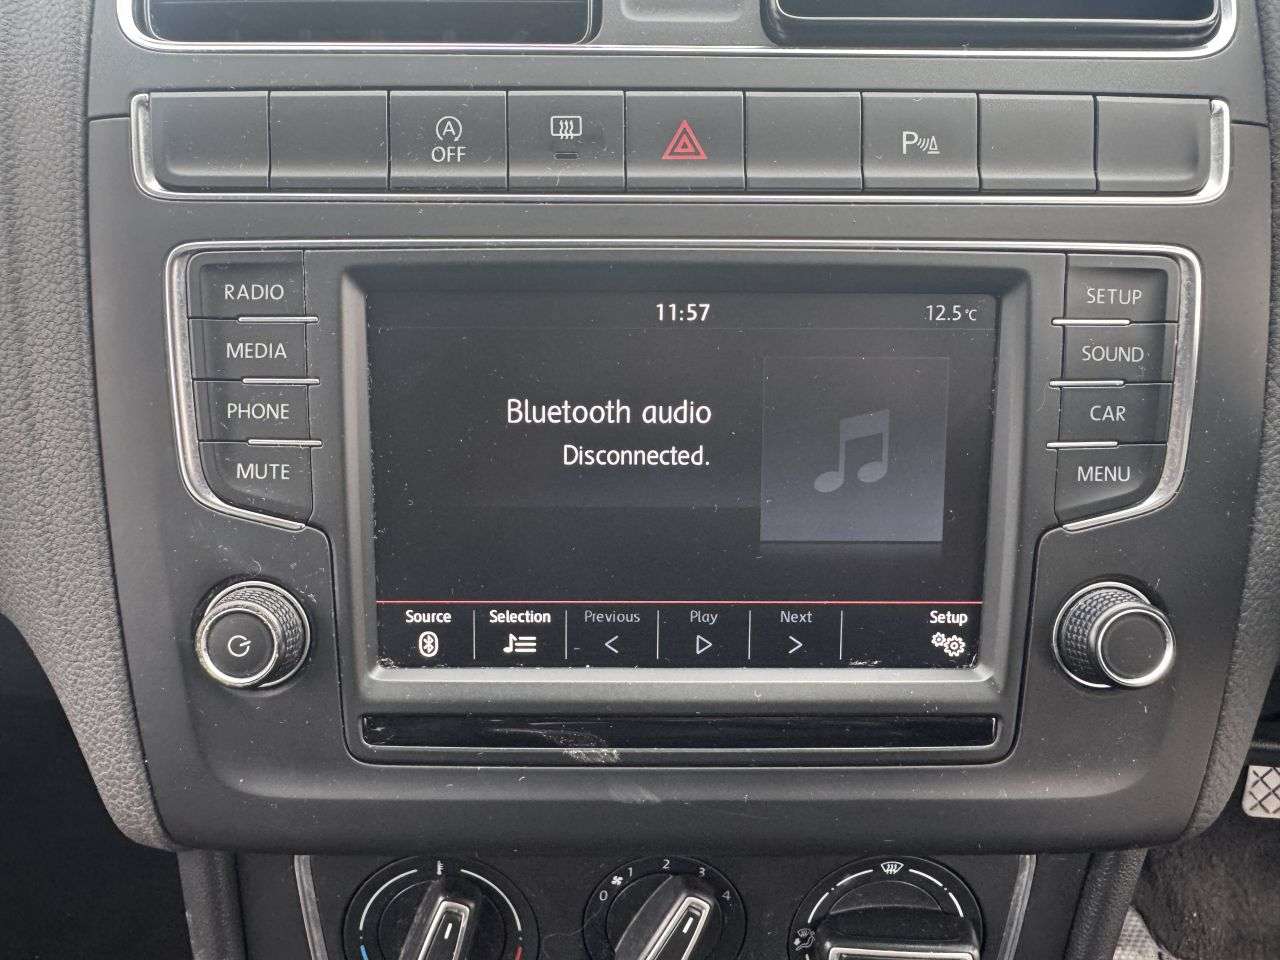 A
OFF
P
RADIO
MEDIA
PHONE
MUTE
11:57
12.5°C
Bluetooth audio
Disconnected.
Source
Selection
Previous
Play
Next
Setup
SETUP
SOUND
CAR
MENU
0 1 2 3 4